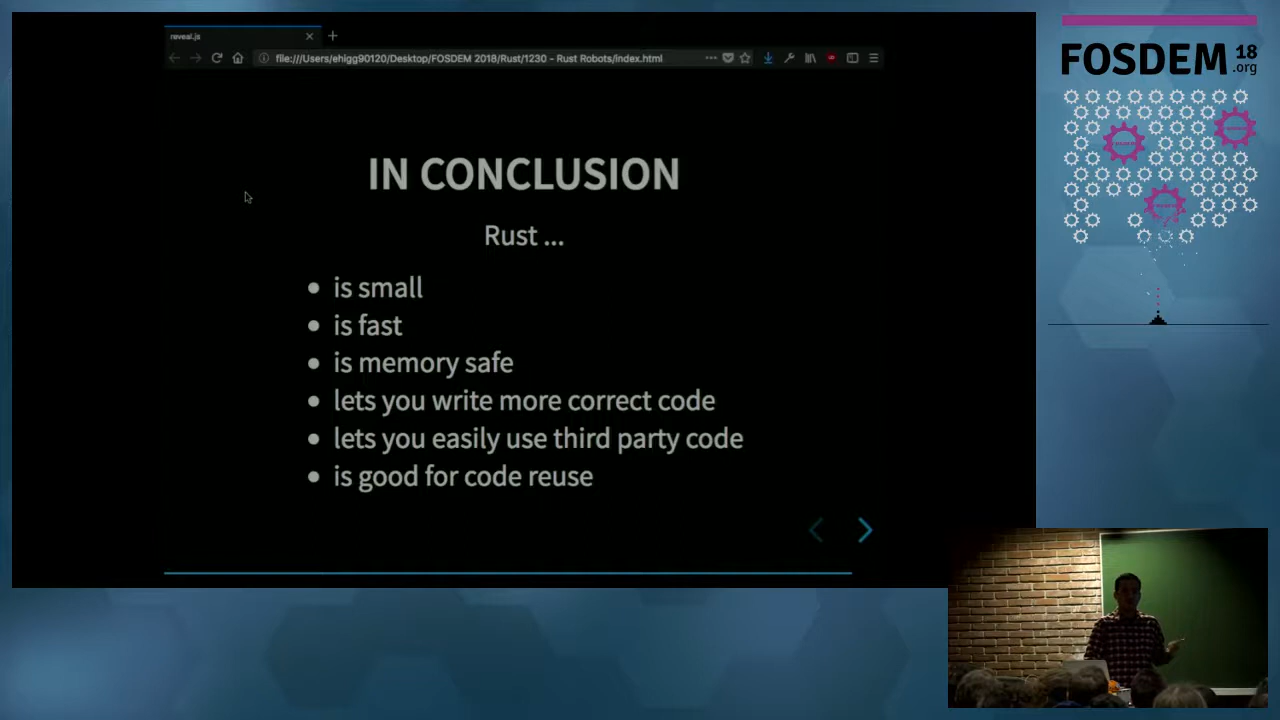 reveal.js
file:///Users/ehigg90120/Desktop/FOSDEM 2018/Rust/1230 - Rust Robots/index.html
FOSDEM 18
.org
IN CONCLUSION
Rust ...
• is small
• is fast
• is memory safe
• lets you write more correct code
• lets you easily use third party code
• is good for code reuse